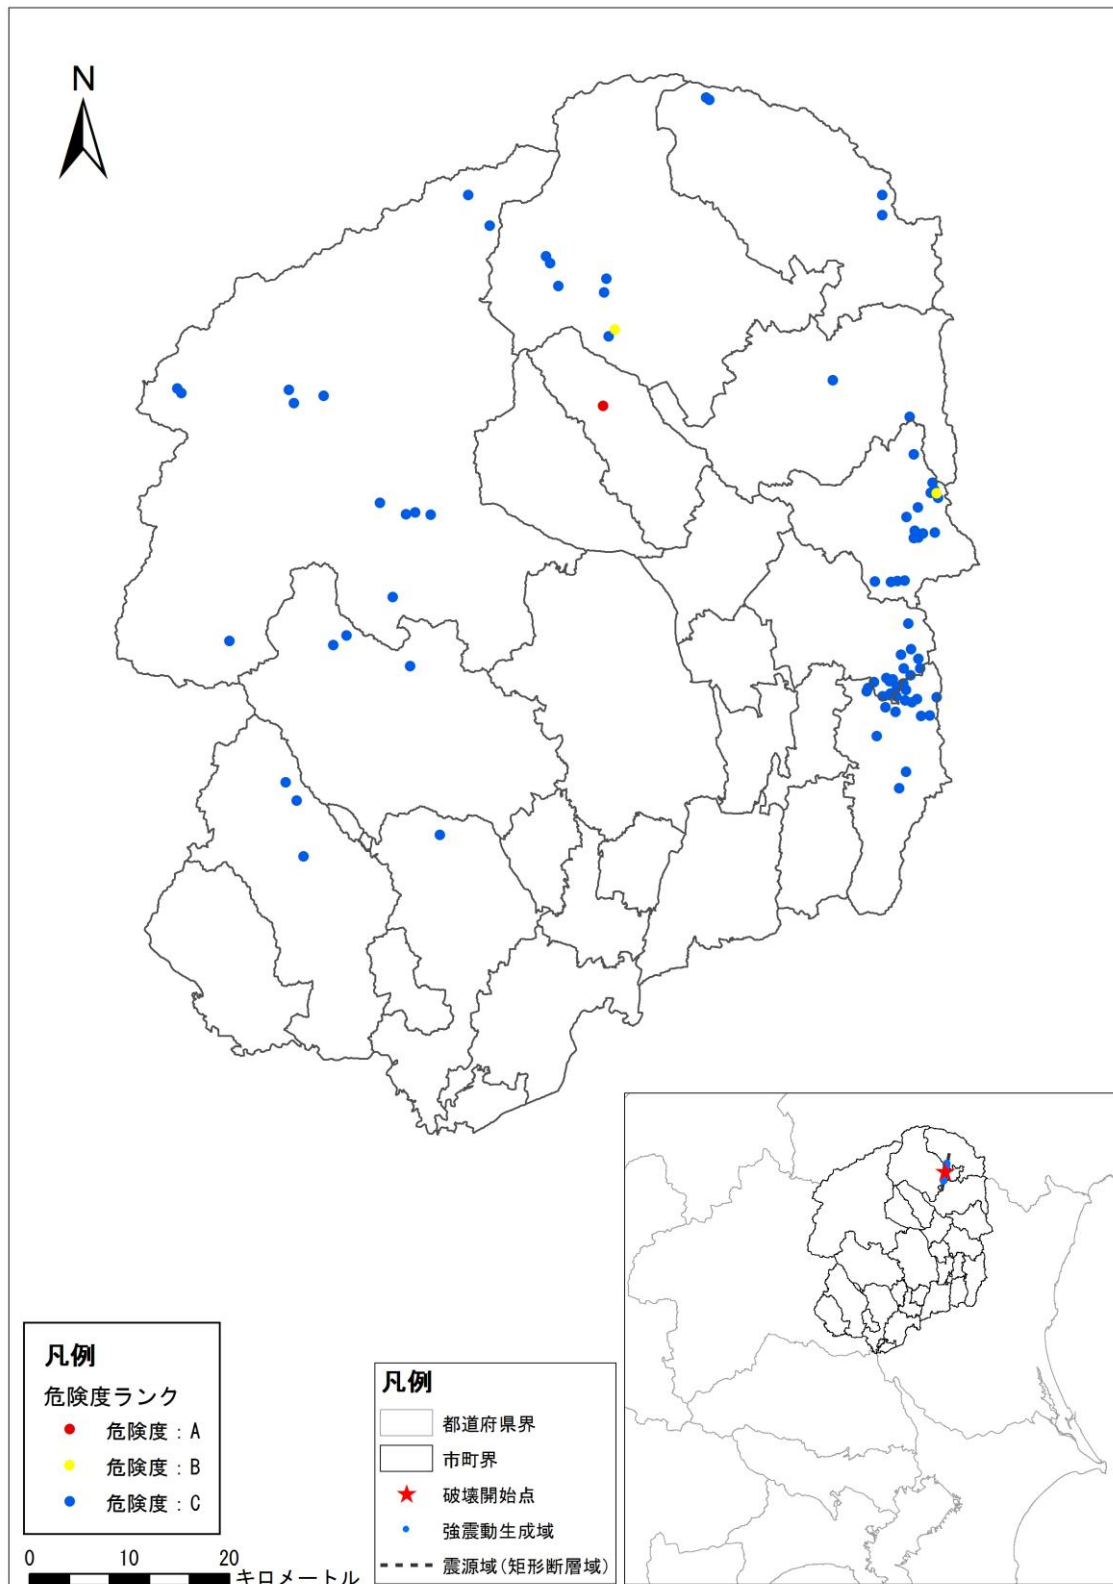 N
凡例
危険度ランク
危険度：A
危険度：B
危険度：C
0 10 20
キロメートル
凡例
都道府県界
市町界
破壊開始点
強震動生成域
震源域(矩形断層域)